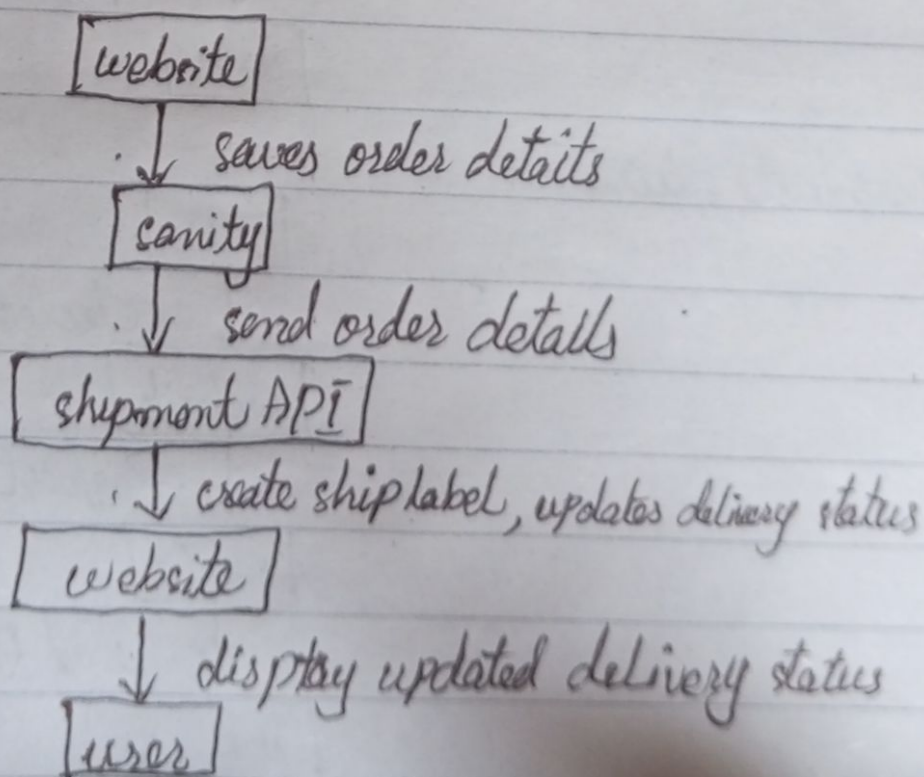 website
saves order details
sanity
send order details
shipment API
create ship label, updates delivery status
website
display updated delivery status
user